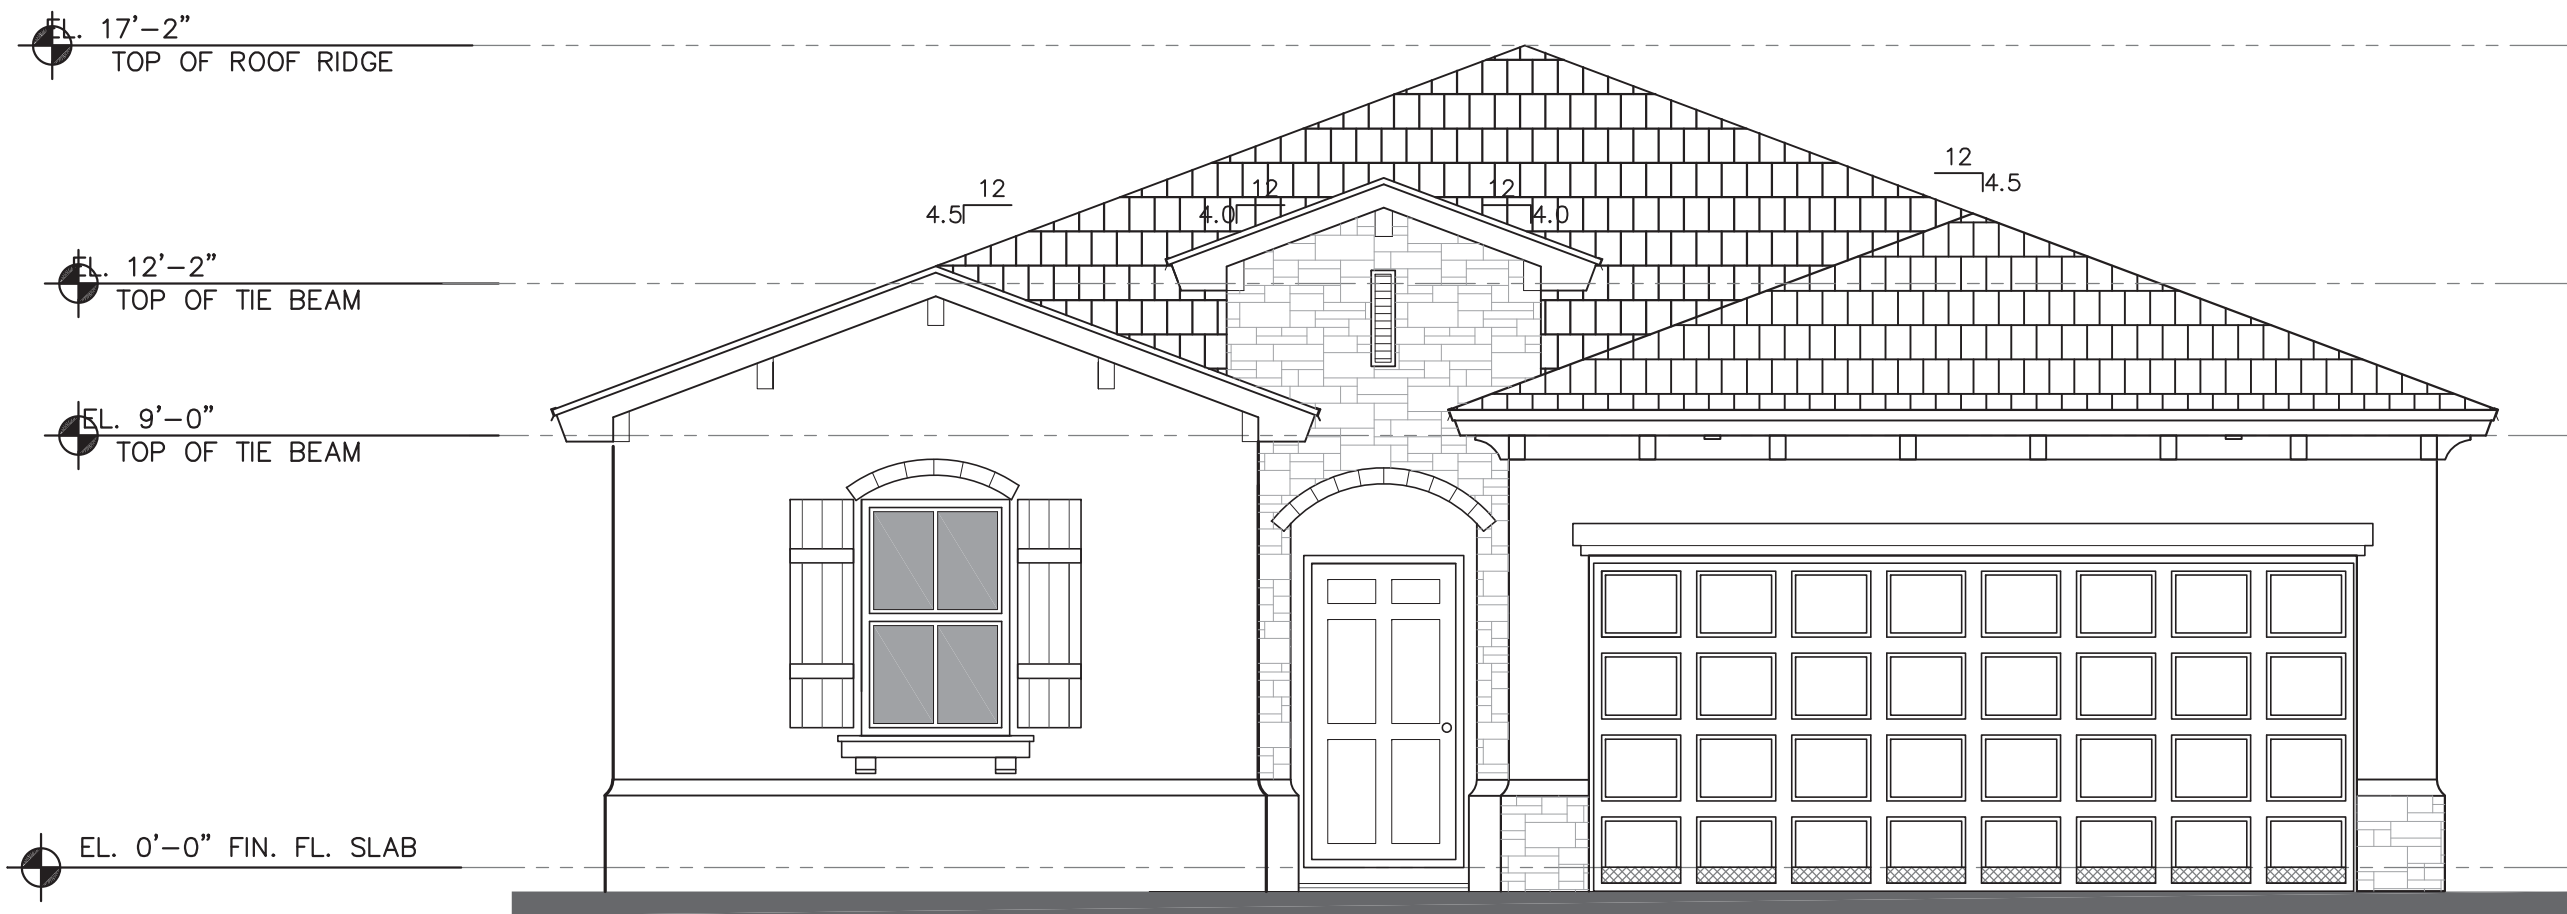 EL. 17'-2"
TOP OF ROOF RIDGE
12
4.5
12
4.5
12
4.0
12
4.0
EL. 12'-2"
TOP OF TIE BEAM
EL. 9'-0"
TOP OF TIE BEAM
EL. 0'-0" FIN. FL. SLAB